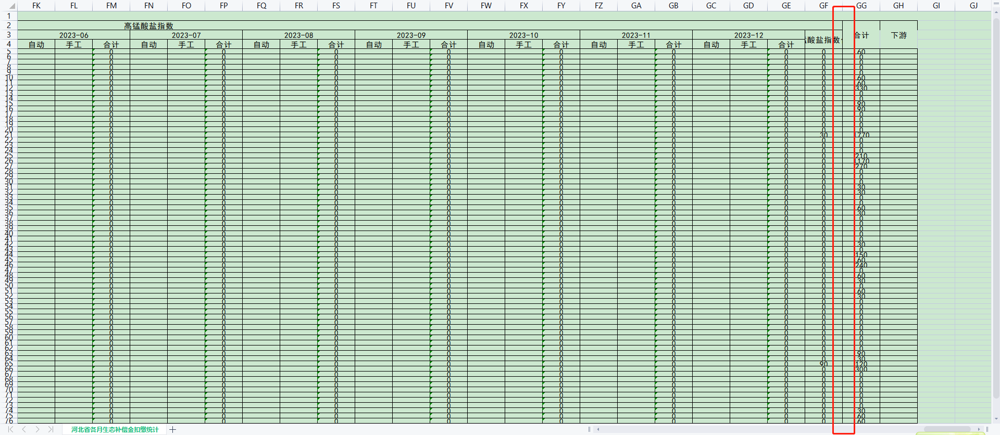 FK FL FM FN FO FP FQ FR FS FT FU FV FW FX FY FZ GA GB GC GD GE GF GG GH GI GJ
1
2 高锰酸盐指数
3 2023-06 2023-07 2023-08 2023-09 2023-10 2023-11 2023-12 酸盐指数 合计 下游
4 自动 手工 合计 自动 手工 合计 自动 手工 合计 自动 手工 合计 自动 手工 合计 自动 手工 合计 自动 手工 合计
5 0 0 0 0 0 0 0 0 60
6 0 0 0 0 0 0 0 0 0
7 0 0 0 0 0 0 0 0 0
8 0 0 0 0 0 0 0 0 0
9 0 0 0 0 0 0 0 0 0
10 0 0 0 0 0 0 0 0 60
11 0 0 0 0 0 0 0 0 60
12 0 0 0 0 0 0 0 0 330
13 0 0 0 0 0 0 0 0 0
14 0 0 0 0 0 0 0 0 0
15 0 0 0 0 0 0 0 0 90
16 0 0 0 0 0 0 0 0 90
17 0 0 0 0 0 0 0 0 0
18 0 0 0 0 0 0 0 0 0
19 0 0 0 0 0 0 0 0 0
20 0 0 0 0 0 0 0 0 0
21 0 0 0 0 0 0 0 30 1770
22 0 0 0 0 0 0 0 0 0
23 0 0 0 0 0 0 0 0 0
24 0 0 0 0 0 0 0 0 0
25 0 0 0 0 0 0 0 0 210
26 0 0 0 0 0 0 0 0 1170
27 0 0 0 0 0 0 0 0 270
28 0 0 0 0 0 0 0 0 0
29 0 0 0 0 0 0 0 0 0
30 0 0 0 0 0 0 0 0 0
31 0 0 0 0 0 0 0 0 30
32 0 0 0 0 0 0 0 0 30
33 0 0 0 0 0 0 0 0 0
34 0 0 0 0 0 0 0 0 0
35 0 0 0 0 0 0 0 0 60
36 0 0 0 0 0 0 0 0 30
37 0 0 0 0 0 0 0 0 0
38 0 0 0 0 0 0 0 0 0
39 0 0 0 0 0 0 0 0 0
40 0 0 0 0 0 0 0 0 0
41 0 0 0 0 0 0 0 0 0
42 0 0 0 0 0 0 0 0 30
43 0 0 0 0 0 0 0 0 0
44 0 0 0 0 0 0 0 0 150
45 0 0 0 0 0 0 0 0 60
46 0 0 0 0 0 0 0 0 240
47 0 0 0 0 0 0 0 0 0
48 0 0 0 0 0 0 0 0 60
49 0 0 0 0 0 0 0 0 30
50 0 0 0 0 0 0 0 0 0
51 0 0 0 0 0 0 0 0 60
52 0 0 0 0 0 0 0 0 30
53 0 0 0 0 0 0 0 0 0
54 0 0 0 0 0 0 0 0 0
55 0 0 0 0 0 0 0 0 0
56 0 0 0 0 0 0 0 0 0
57 0 0 0 0 0 0 0 0 0
58 0 0 0 0 0 0 0 0 0
59 0 0 0 0 0 0 0 0 0
60 0 0 0 0 0 0 0 0 0
61 0 0 0 0 0 0 0 0 0
62 0 0 0 0 0 0 0 0 0
63 0 0 0 0 0 0 0 0 90
64 0 0 0 0 0 0 0 0 30
65 0 0 0 0 0 0 0 90 120
66 0 0 0 0 0 0 0 0 300
67 0 0 0 0 0 0 0 0 0
68 0 0 0 0 0 0 0 0 0
69 0 0 0 0 0 0 0 0 0
70 0 0 0 0 0 0 0 0 0
71 0 0 0 0 0 0 0 0 0
72 0 0 0 0 0 0 0 0 0
73 0 0 0 0 0 0 0 0 0
74 0 0 0 0 0 0 0 0 30
75 0 0 0 0 0 0 0 0 60
76 0 0 0 0 0 0 0 0 60
河北省各月生态补偿金扣缴统计